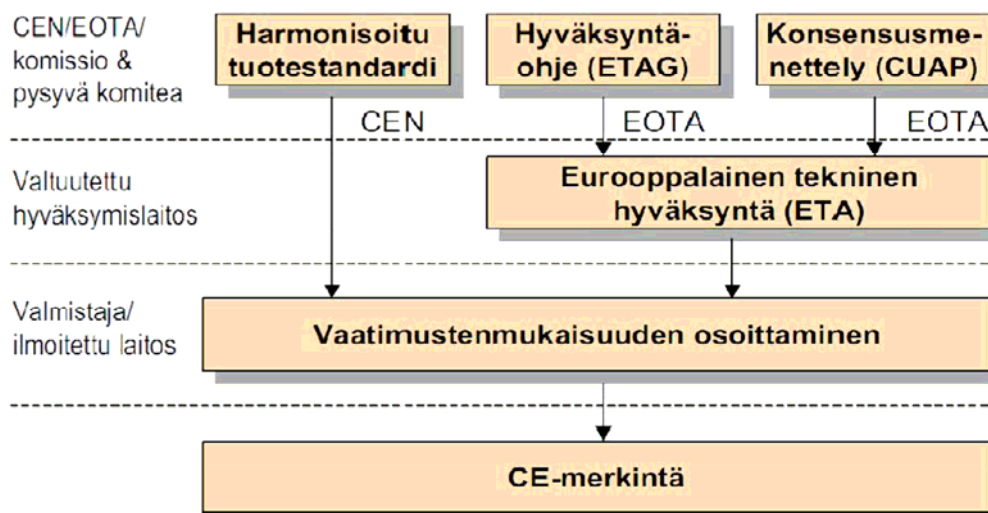 CEN/EOTA/
komissio &
pysyvä komitea
Harmonisoitu
tuotestandardi
Hyväksyntä-
ohje (ETAG)
Konsensusme-
nettely (CUAP)
CEN
EOTA
EOTA
Valtuutettu
hyväksymislaitos
Eurooppalainen tekninen
hyväksyntä (ETA)
Valmistaja/
ilmoitettu laitos
Vaatimustenmukaisuuden osoittaminen
CE-merkintä